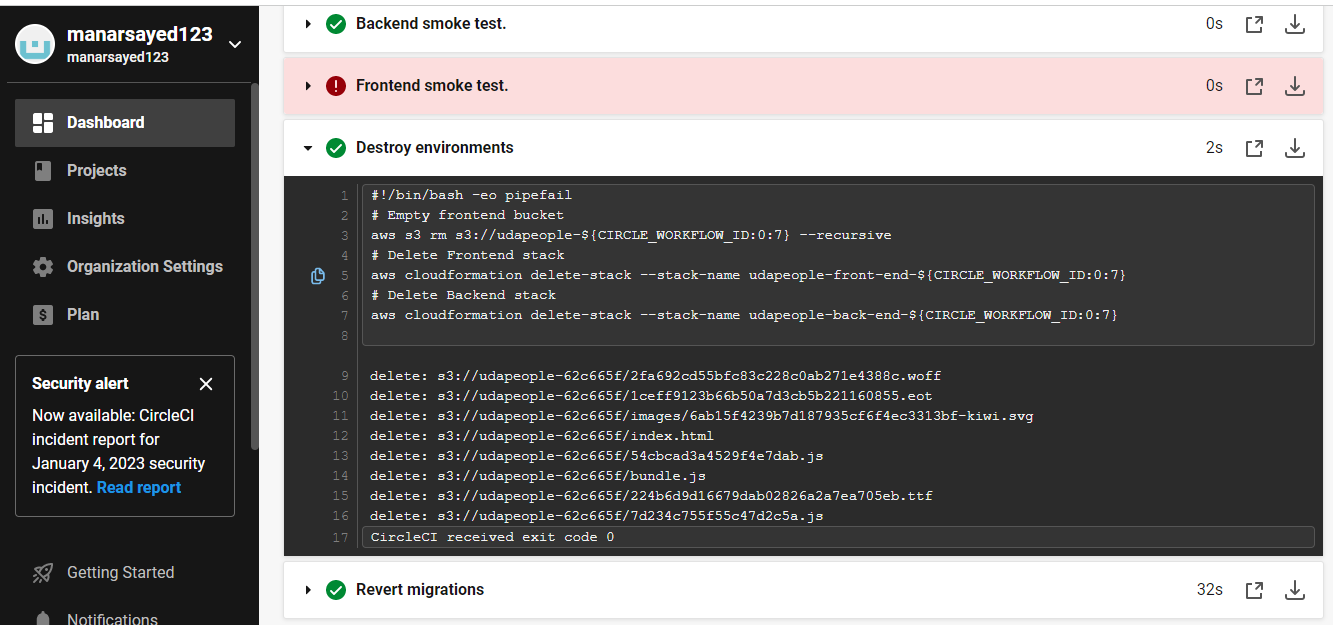 manarsayed123
manarsayed123
Dashboard
Projects
Insights
Organization Settings
Plan
Security alert
Now available: CircleCI
incident report for
January 4, 2023 security
incident. Read report
Getting Started
Notifications
Backend smoke test. 0s
Frontend smoke test. 0s
Destroy environments 2s
1 #!/bin/bash -eo pipefail
2 # Empty frontend bucket
3 aws s3 rm s3://udapeople-${CIRCLE_WORKFLOW_ID:0:7} --recursive
4 # Delete Frontend stack
5 aws cloudformation delete-stack --stack-name udapeople-front-end-${CIRCLE_WORKFLOW_ID:0:7}
6 # Delete Backend stack
7 aws cloudformation delete-stack --stack-name udapeople-back-end-${CIRCLE_WORKFLOW_ID:0:7}
8
9 delete: s3://udapeople-62c665f/2fa692cd55bfc83c228c0ab271e4388c.woff
10 delete: s3://udapeople-62c665f/1ceff9123b66b50a7d3cb5b221160855.eot
11 delete: s3://udapeople-62c665f/images/6ab15f4239b7d187935cf6f4ec3313bf-kiwi.svg
12 delete: s3://udapeople-62c665f/index.html
13 delete: s3://udapeople-62c665f/54cbcad3a4529f4e7dab.js
14 delete: s3://udapeople-62c665f/bundle.js
15 delete: s3://udapeople-62c665f/224b6d9d16679dab02826a2a7ea705eb.ttf
16 delete: s3://udapeople-62c665f/7d234c755f55c47d2c5a.js
17 CircleCI received exit code 0
Revert migrations 32s